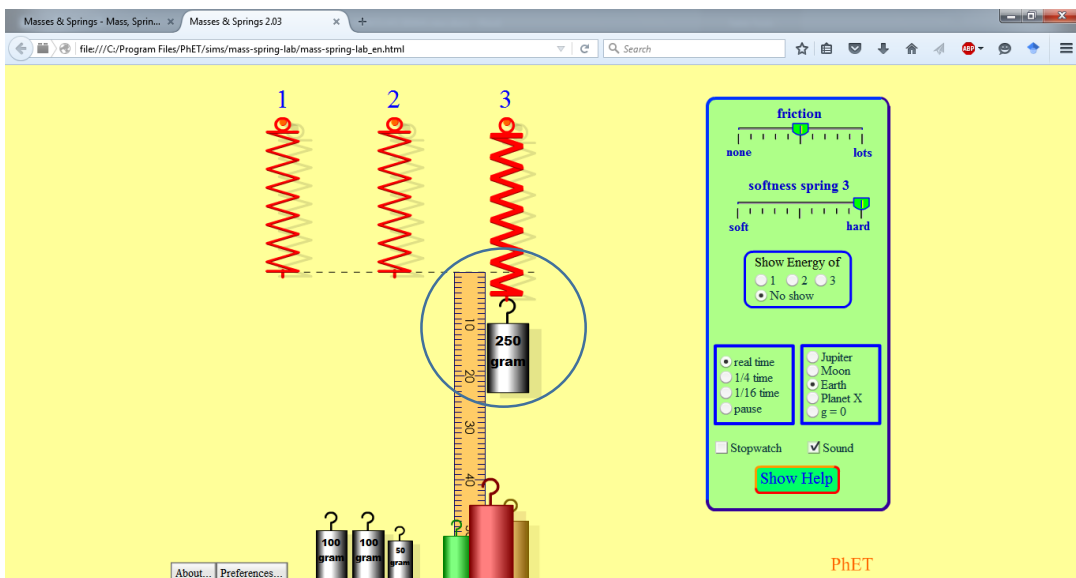 Masses & Springs - Mass, Sprin...
Masses & Springs 2.03
file:///C:/Program Files/PhET/sims/mass-spring-lab/mass-spring-lab_en.html
Search
ABP
1 2 3
friction
none lots
softness spring 3
soft hard
Show Energy of
1 2 3
No show
10
250
gram
20
30
40
real time
1/4 time
1/16 time
pause
Jupiter
Moon
Earth
Planet X
g = 0
Stopwatch Sound
Show Help
100
gram
100
gram
50
gram
About... Preferences...
PhET